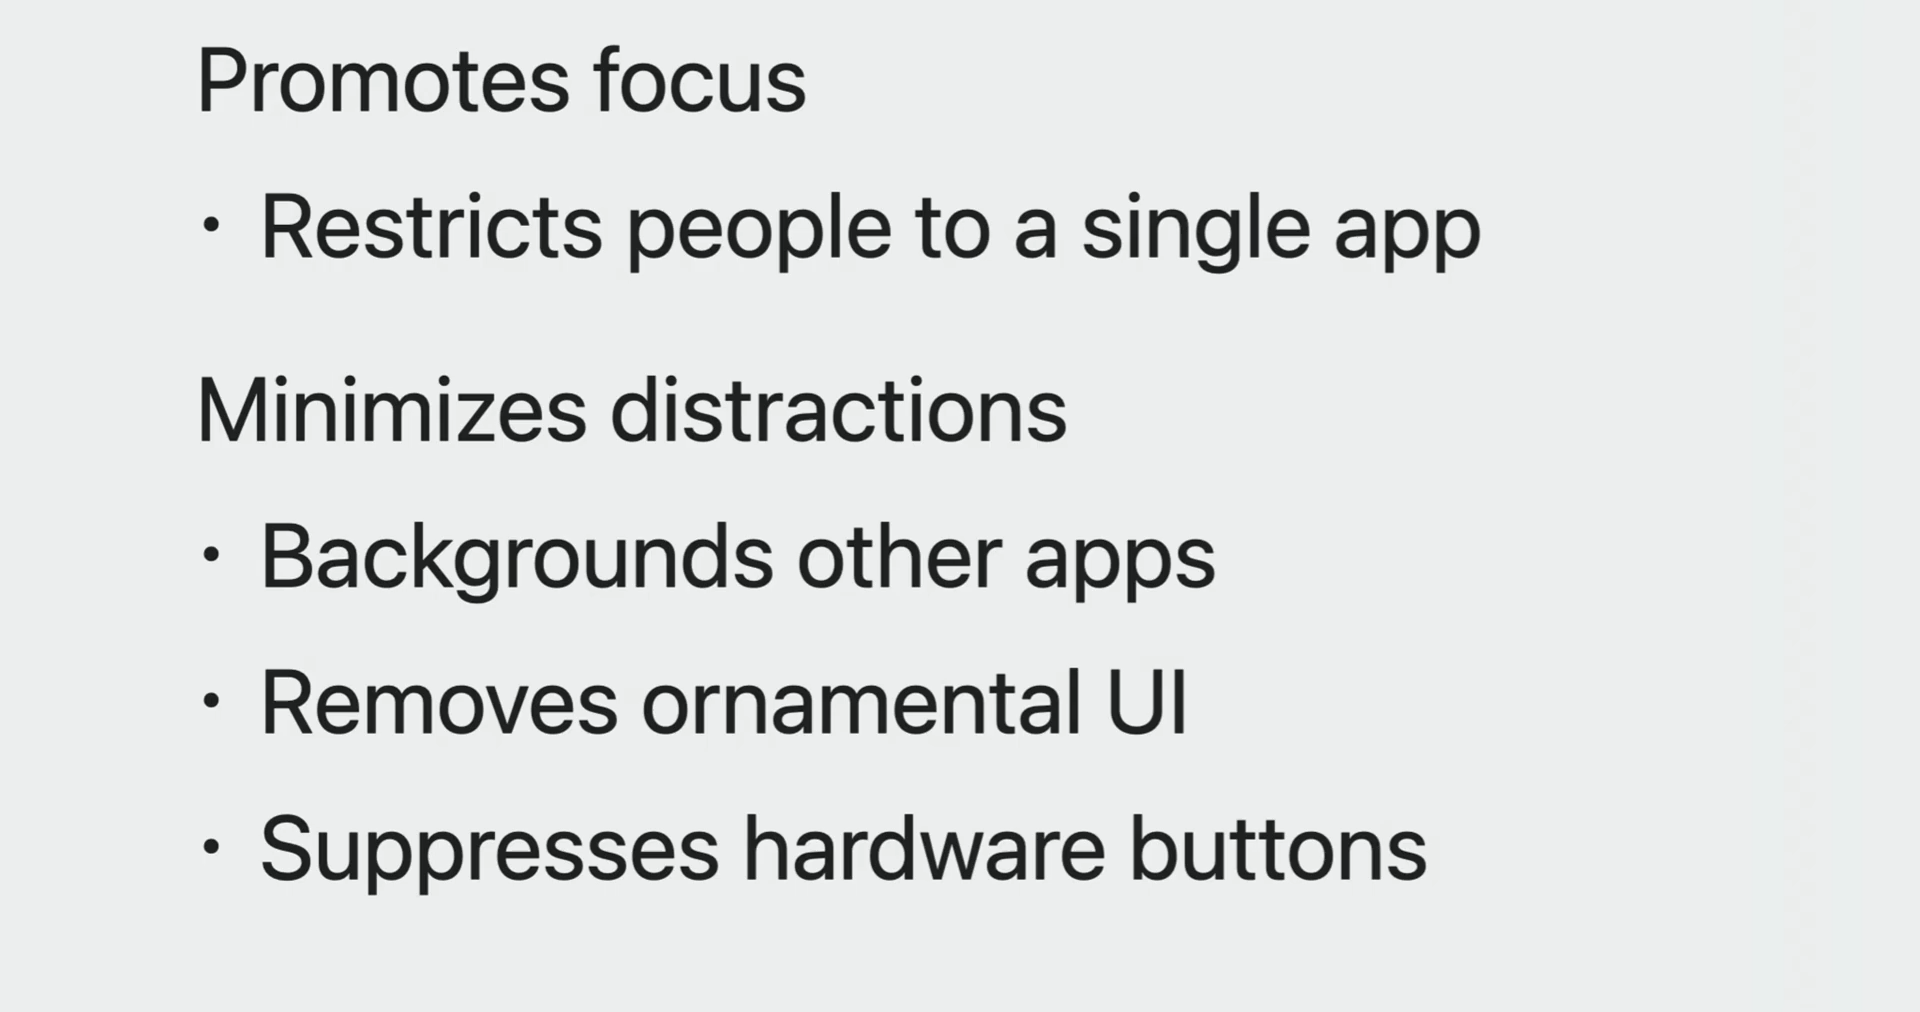 Promotes focus
• Restricts people to a single app
Minimizes distractions
• Backgrounds other apps
• Removes ornamental UI
• Suppresses hardware buttons